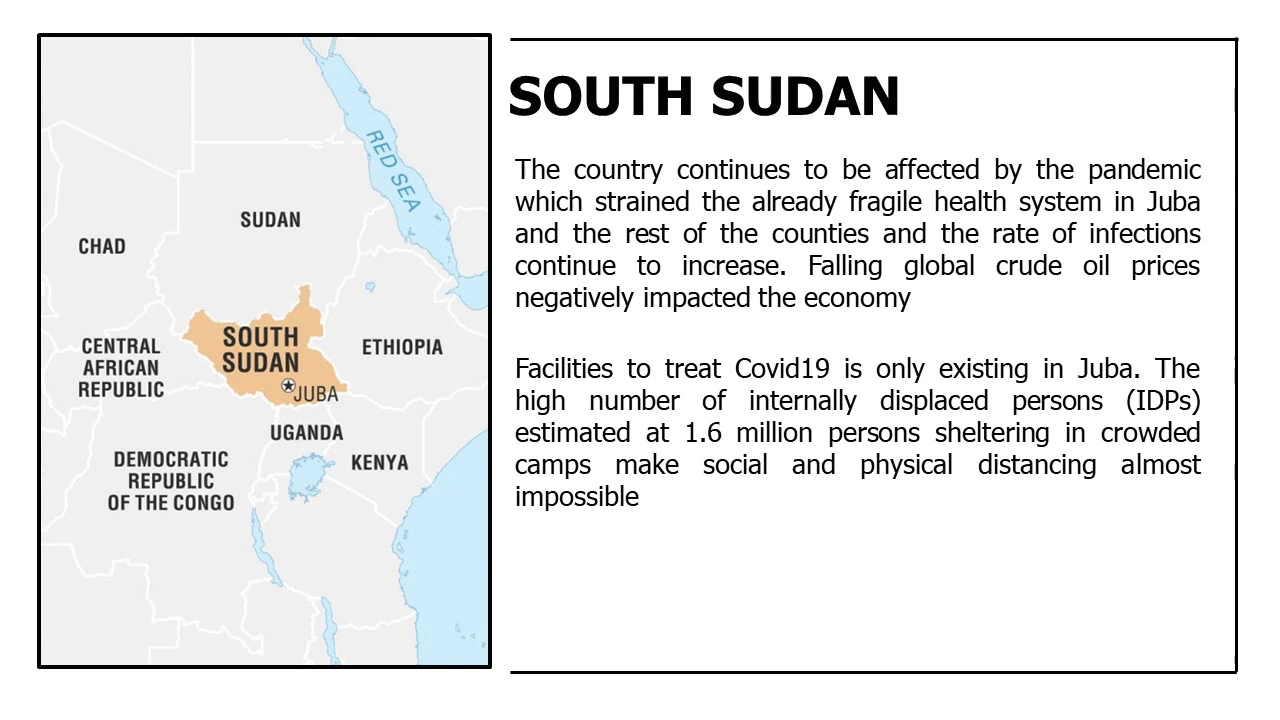 RED SEA
SUDAN
CHAD
SOUTH
SUDAN
JUBA
CENTRAL
AFRICAN
REPUBLIC
ETHIOPIA
UGANDA
KENYA
DEMOCRATIC
REPUBLIC
OF THE CONGO
SOUTH SUDAN
The country continues to be affected by the pandemic
which strained the already fragile health system in Juba
and the rest of the counties and the rate of infections
continue to increase. Falling global crude oil prices
negatively impacted the economy
Facilities to treat Covid19 is only existing in Juba. The
high number of internally displaced persons (IDPs)
estimated at 1.6 million persons sheltering in crowded
camps make social and physical distancing almost
impossible